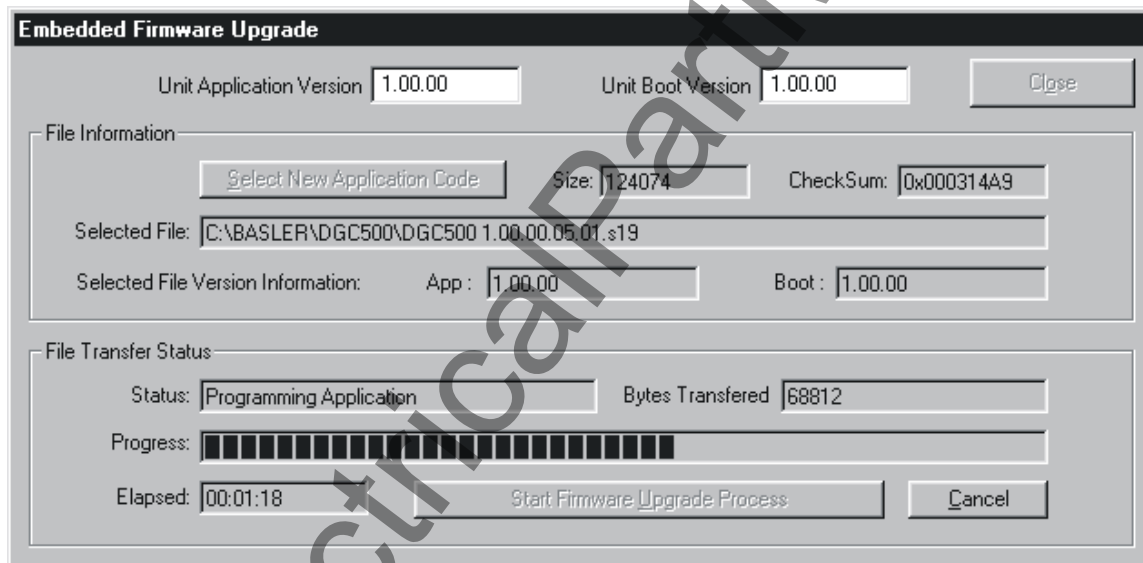 Embedded Firmware Upgrade
Unit Application Version 1.00.00 Unit Boot Version 1.00.00 Close
File Information
Select New Application Code Size: 124074 CheckSum: 0x000314A9
Selected File: C:\BASLER\DGC500\DGC500 1.00.00.05.01.s19
Selected File Version Information: App : 1.00.00 Boot : 1.00.00
File Transfer Status
Status: Programming Application Bytes Transfered 68812
Progress:
Elapsed: 00:01:18 Start Firmware Upgrade Process Cancel
ctricalPart